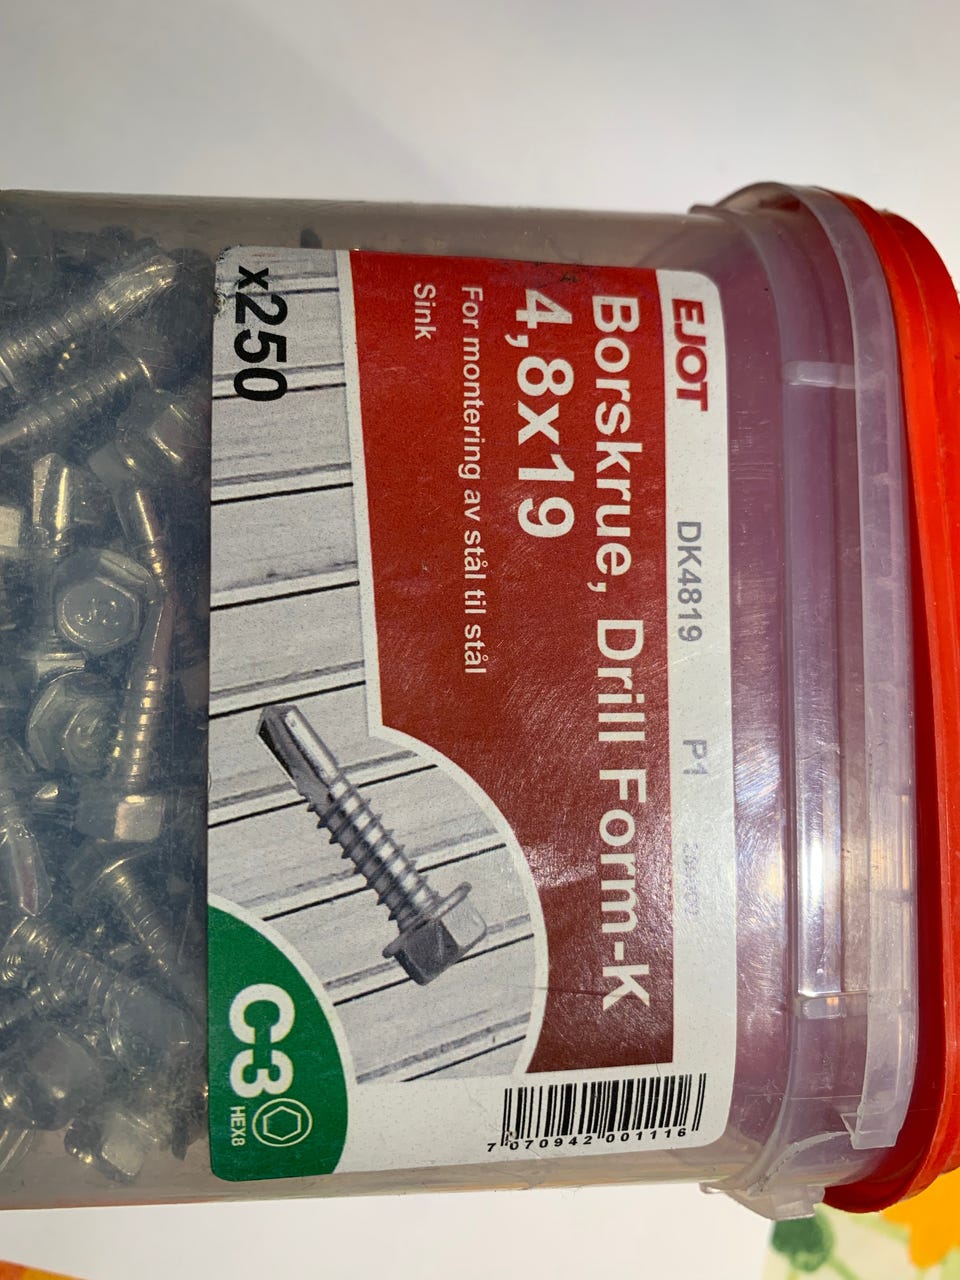 EJOT DK4819 P1
Borskrue, Drill Form-K
4,8x19
For montering av stål til stål
Sink
x250
C3
HEX8
7 070942 001116